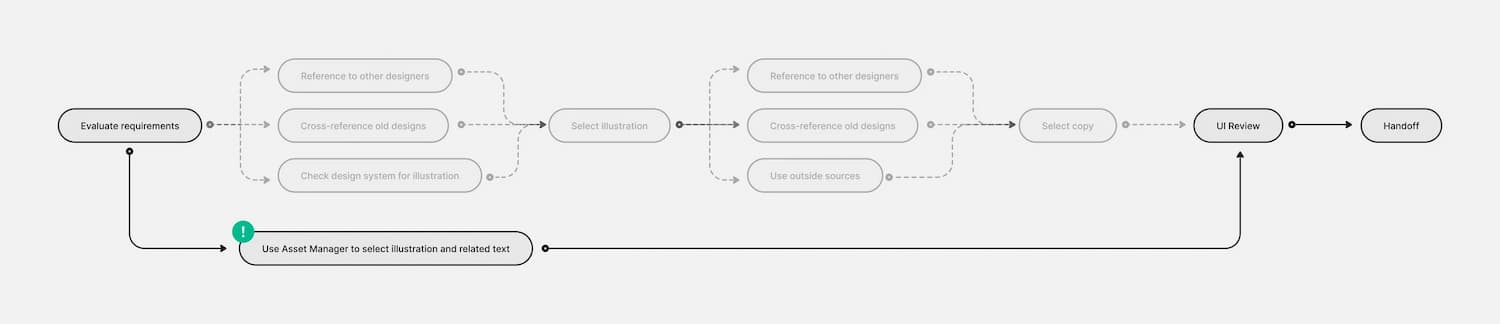 Evaluate requirements
Reference to other designers
Cross-reference old designs
Check design system for illustration
Select illustration
Reference to other designers
Cross-reference old designs
Use outside sources
Select copy
UI Review
Handoff
!
Use Asset Manager to select illustration and related text